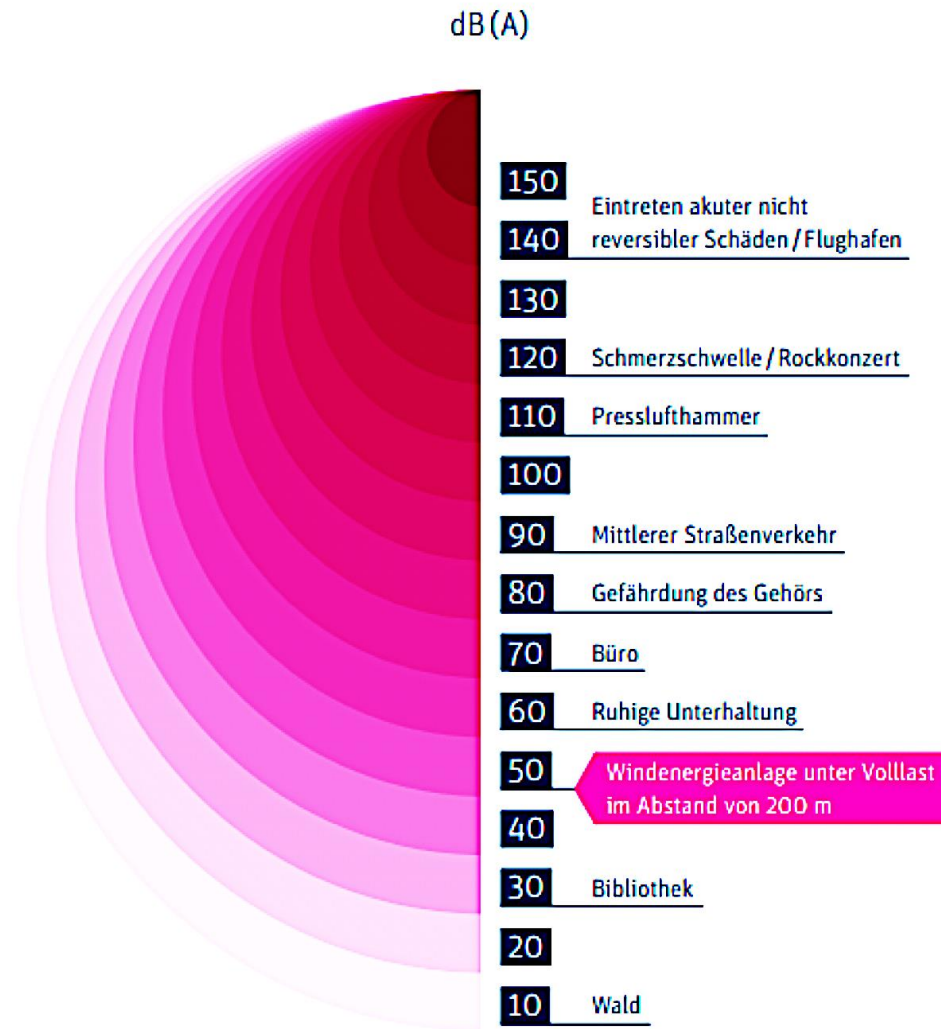 dB(A)
150
Eintreten akuter nicht
140 reversibler Schäden / Flughafen
130
120 Schmerzschwelle / Rockkonzert
110 Presslufthammer
100
90 Mittlerer Straßenverkehr
80 Gefährdung des Gehörs
70 Büro
60 Ruhige Unterhaltung
50 Windenergieanlage unter Volllast
im Abstand von 200 m
40
30 Bibliothek
20
10 Wald